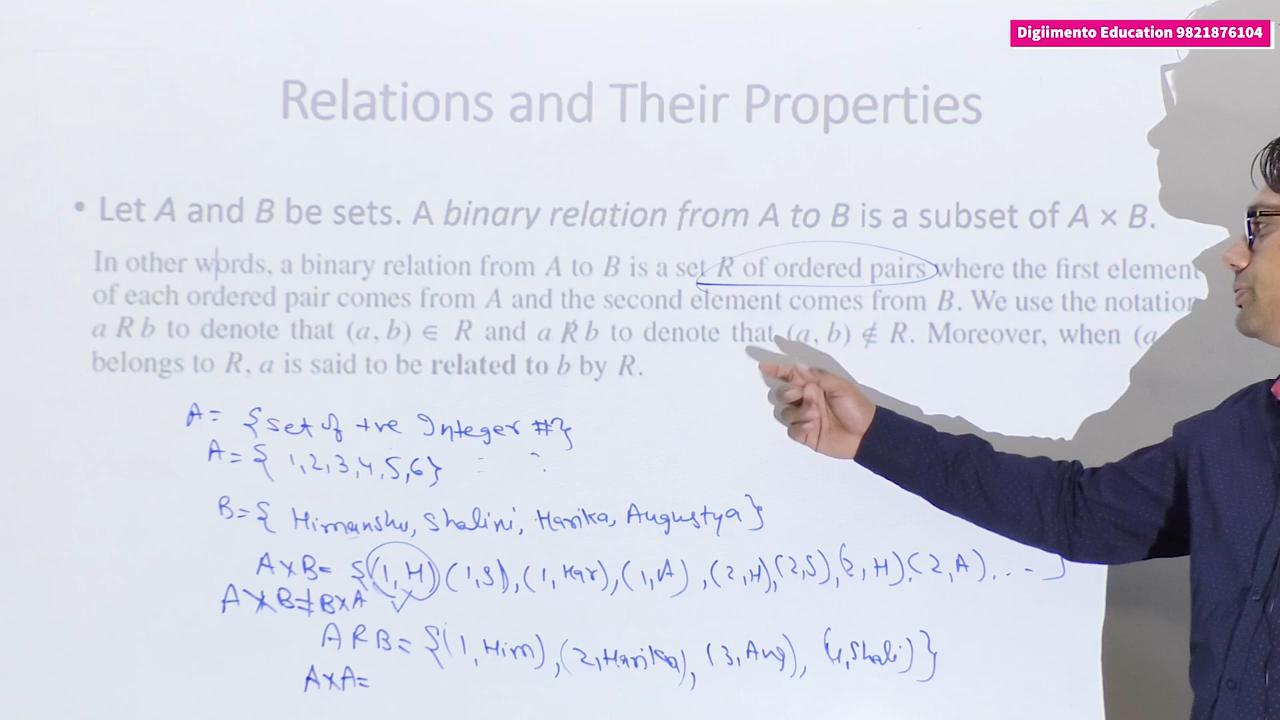 Digiimento Education 9821876104
Relations and Their Properties
• Let A and B be sets. A binary relation from A to B is a subset of A × B.
In other words, a binary relation from A to B is a set R of ordered pairs where the first element
of each ordered pair comes from A and the second element comes from B. We use the notation
a R b to denote that (a, b) ∈ R and a R̸ b to denote that (a, b) ∉ R. Moreover, when (a
belongs to R, a is said to be related to b by R.
A = {set of +ve Integer #}
A = { 1,2,3,4,5,6}
B = { Himanshu, Shalini, Harika, Augustya}
A×B = {(1,H) (1,S), (1,Har), (1,A), (2,H), (2,S), (2,H), (2,A), ... }
A×B ≠ B×A
ARB = {(1,Him), (2,Harika), (3,Aug), (4,Shali)}
A×A =